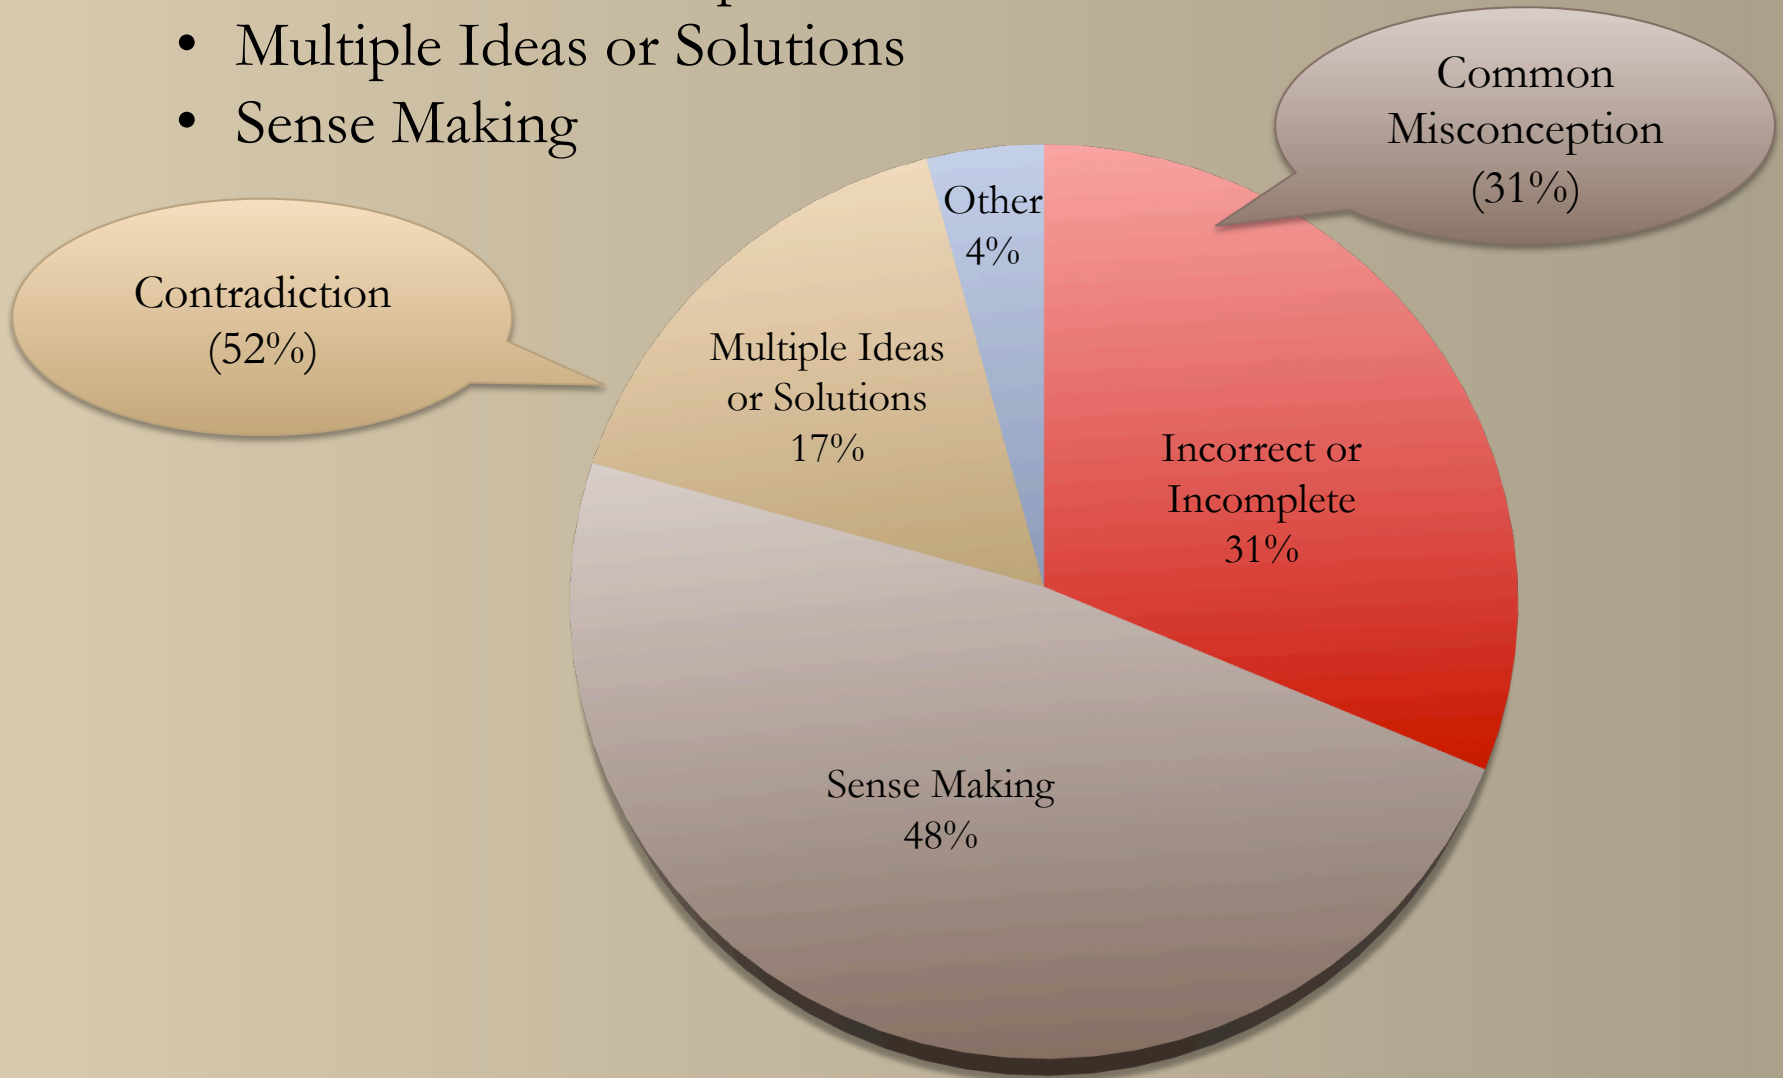 • Multiple Ideas or Solutions
• Sense Making
Common
Misconception
(31%)
Contradiction
(52%)
Other
4%
Multiple Ideas
or Solutions
17%
Incorrect or
Incomplete
31%
Sense Making
48%